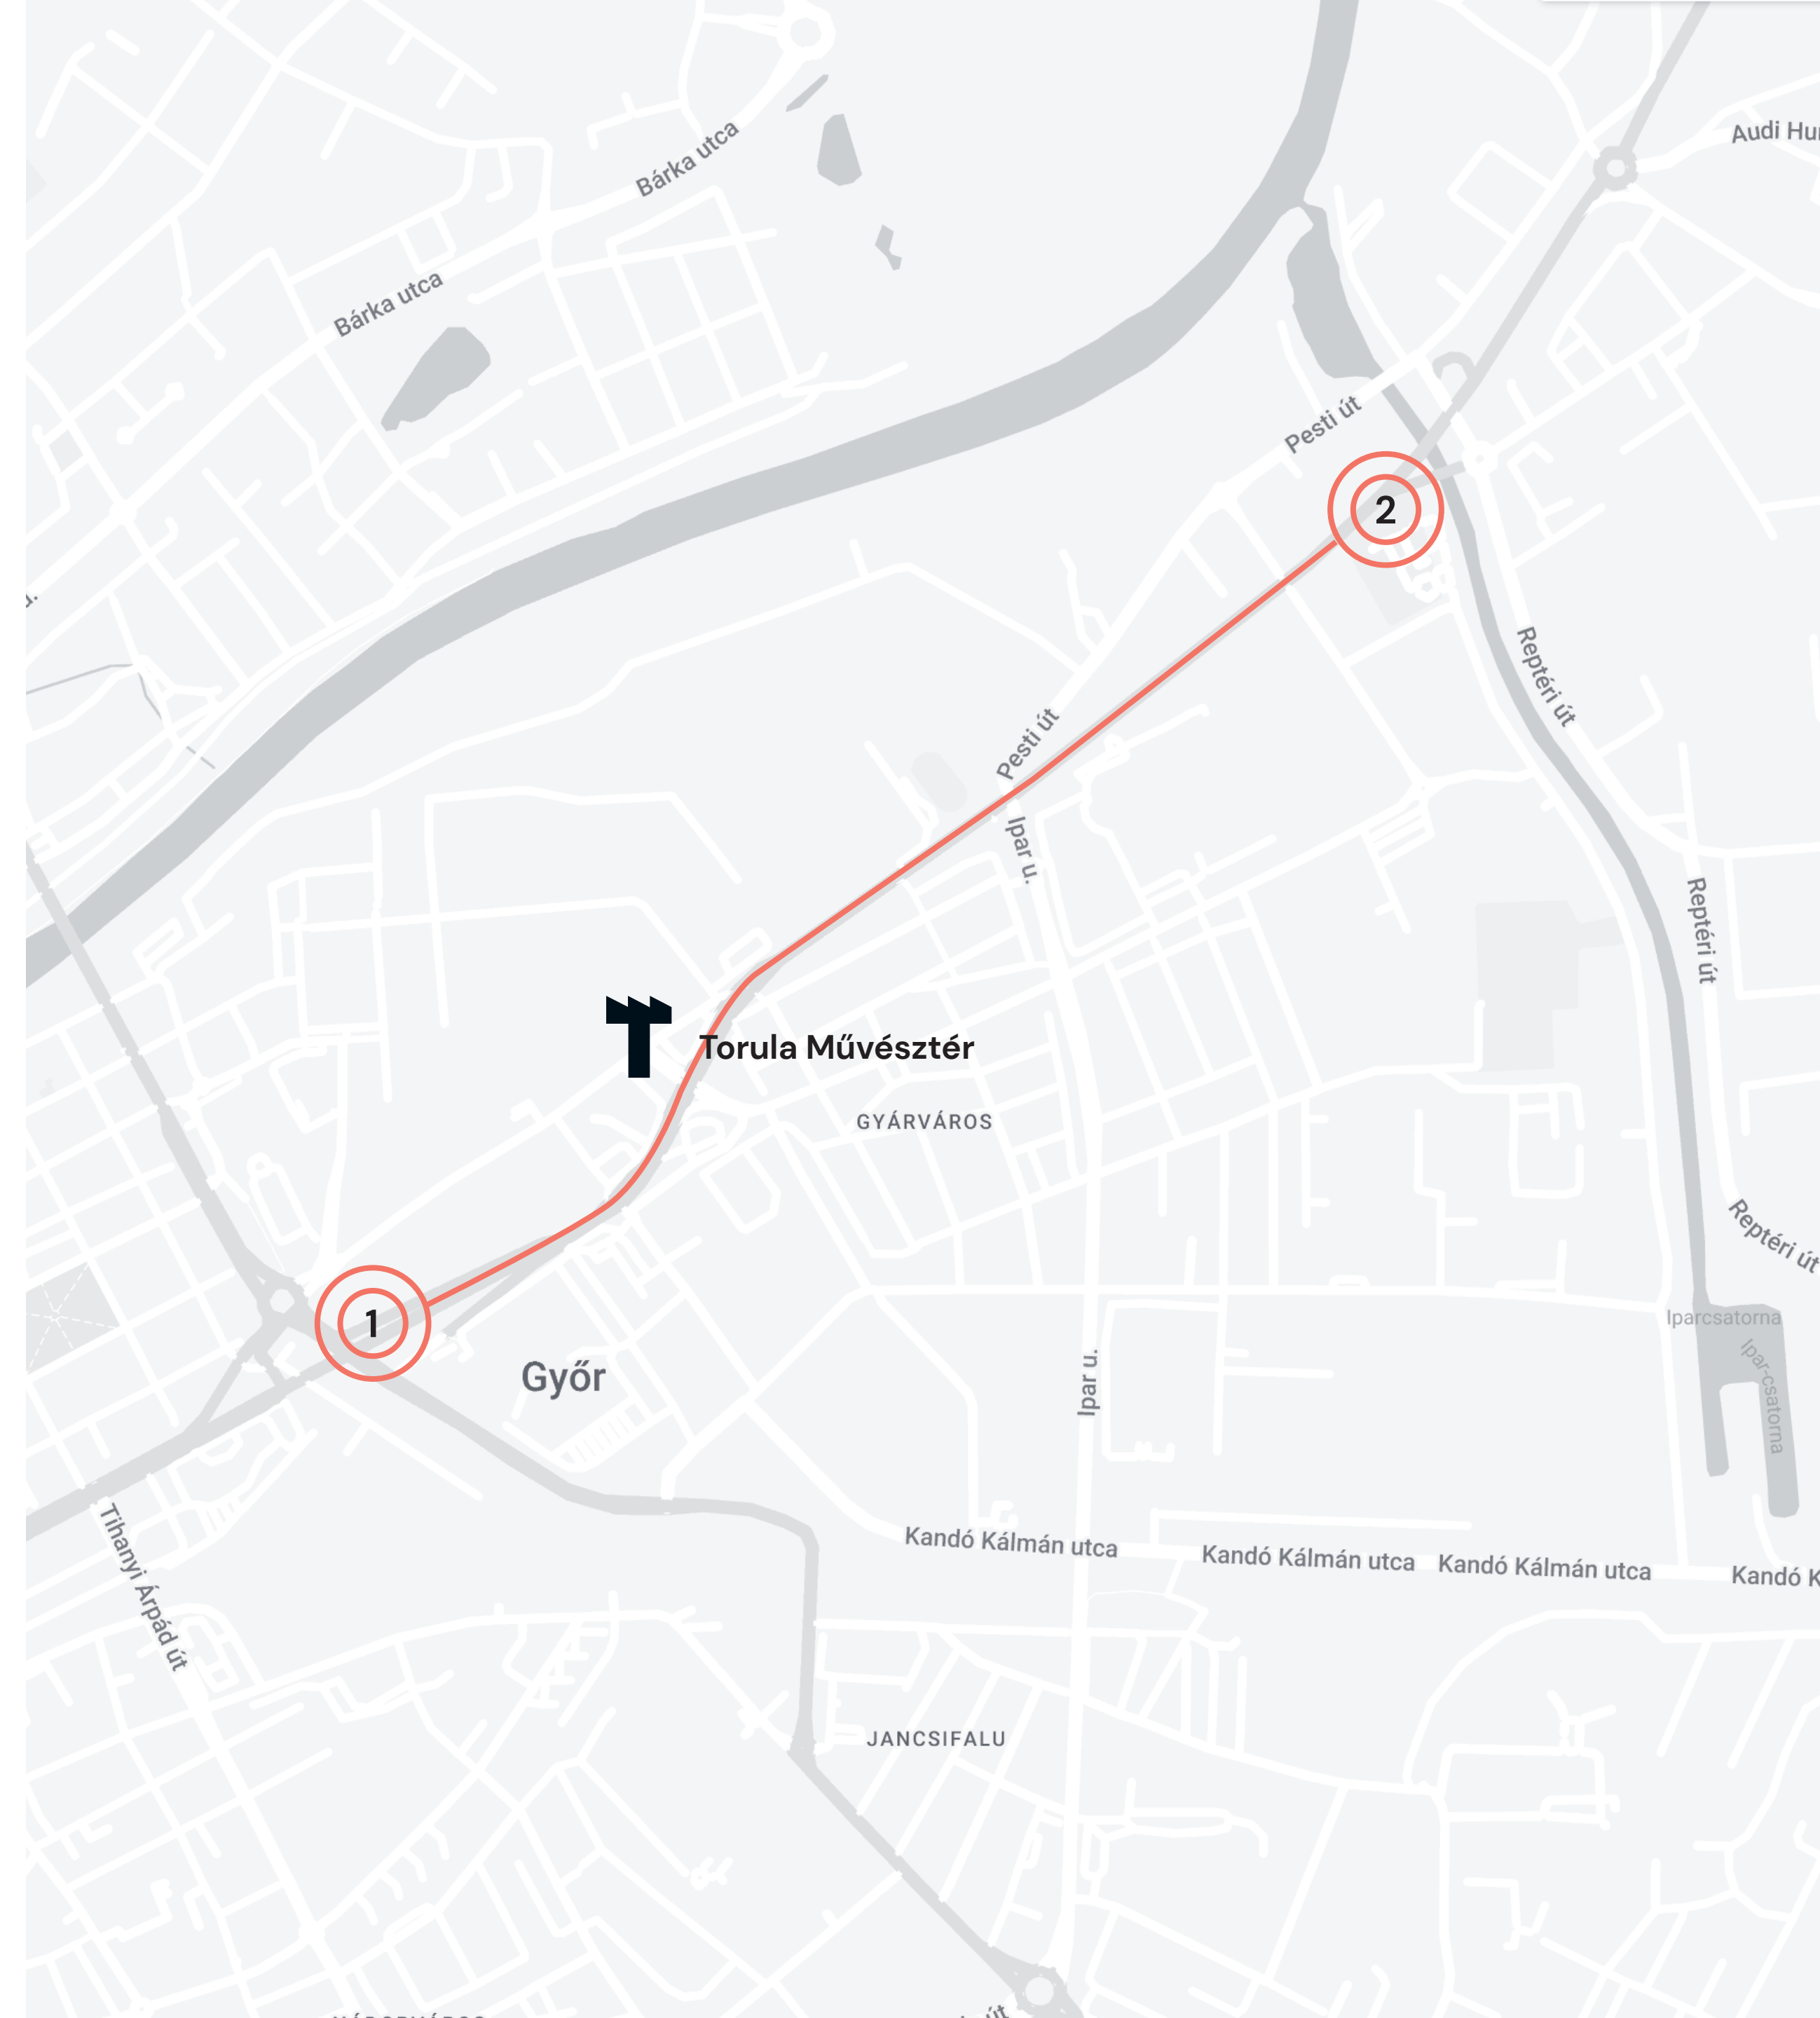 Audi Hu
Bárka utca
Bárka utca
Pesti út
2
Reptéri út
Pesti út
Ipar u.
Reptéri út
Torula Művésztér
GYÁRVÁROS
Reptéri út
1
Iparcsatorna
Győr
Ipar u.
Ipar-csatorna
Tihanyi Árpád út
Kandó Kálmán utca
Kandó Kálmán utca
Kandó Kálmán utca
Kandó K
JANCSIFALU
út